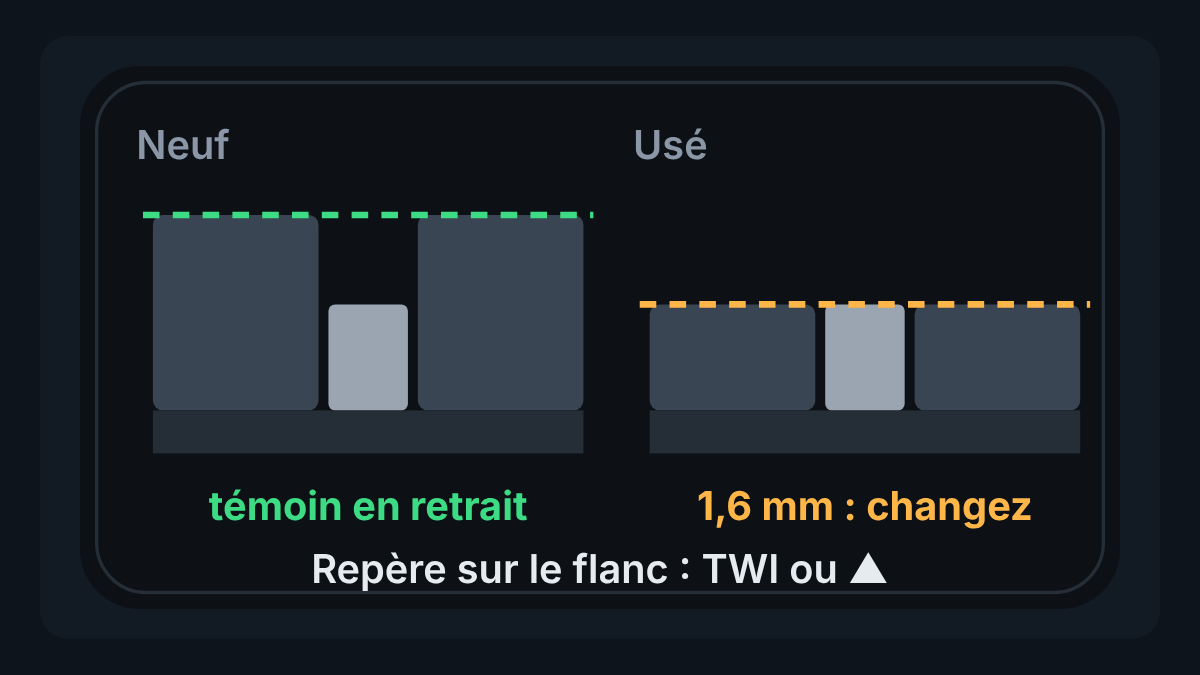 Neuf
Usé
témoin en retrait
1,6 mm : changez
Repère sur le flanc : TWI ou ▲